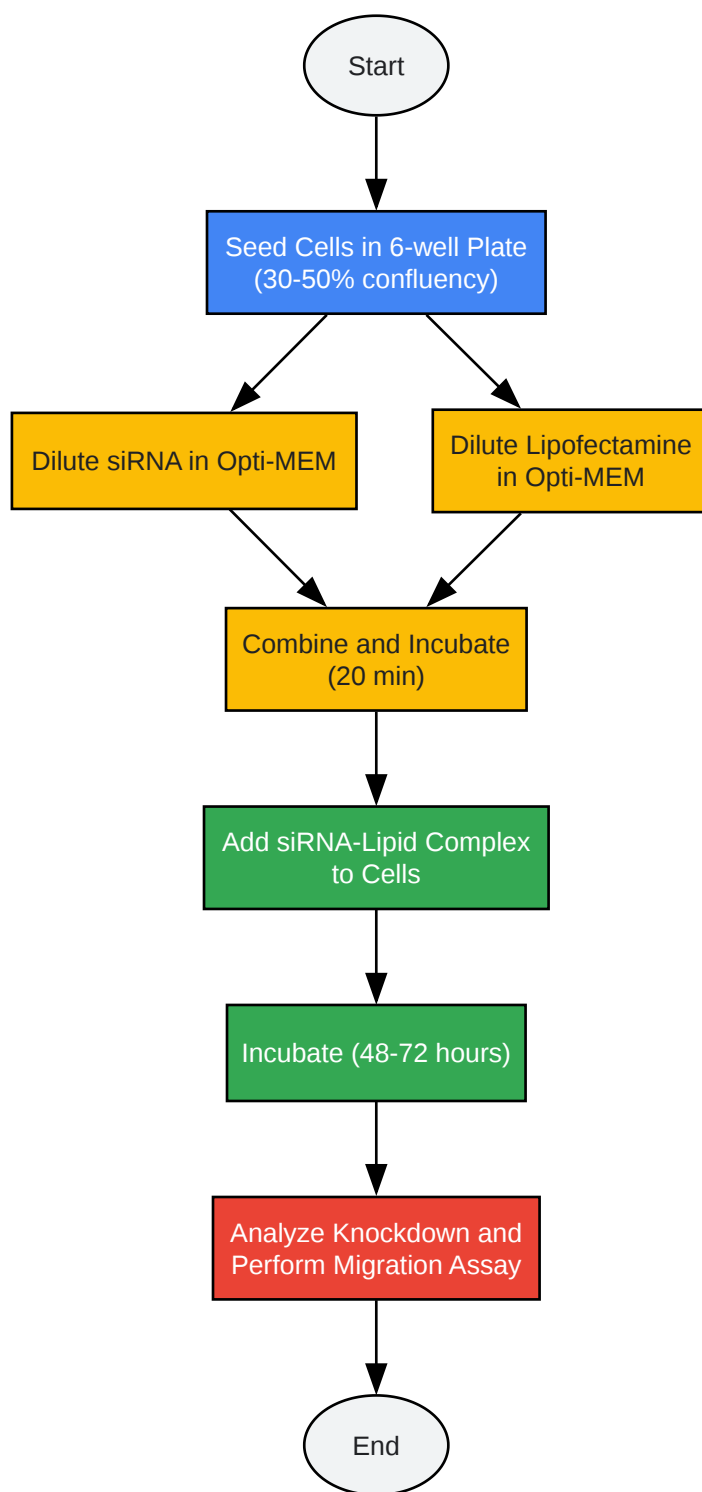 Start
Seed Cells in 6-well Plate
(30-50% confluency)
Dilute siRNA in Opti-MEM
Dilute Lipofectamine
in Opti-MEM
Combine and Incubate
(20 min)
Add siRNA-Lipid Complex
to Cells
Incubate (48-72 hours)
Analyze Knockdown and
Perform Migration Assay
End